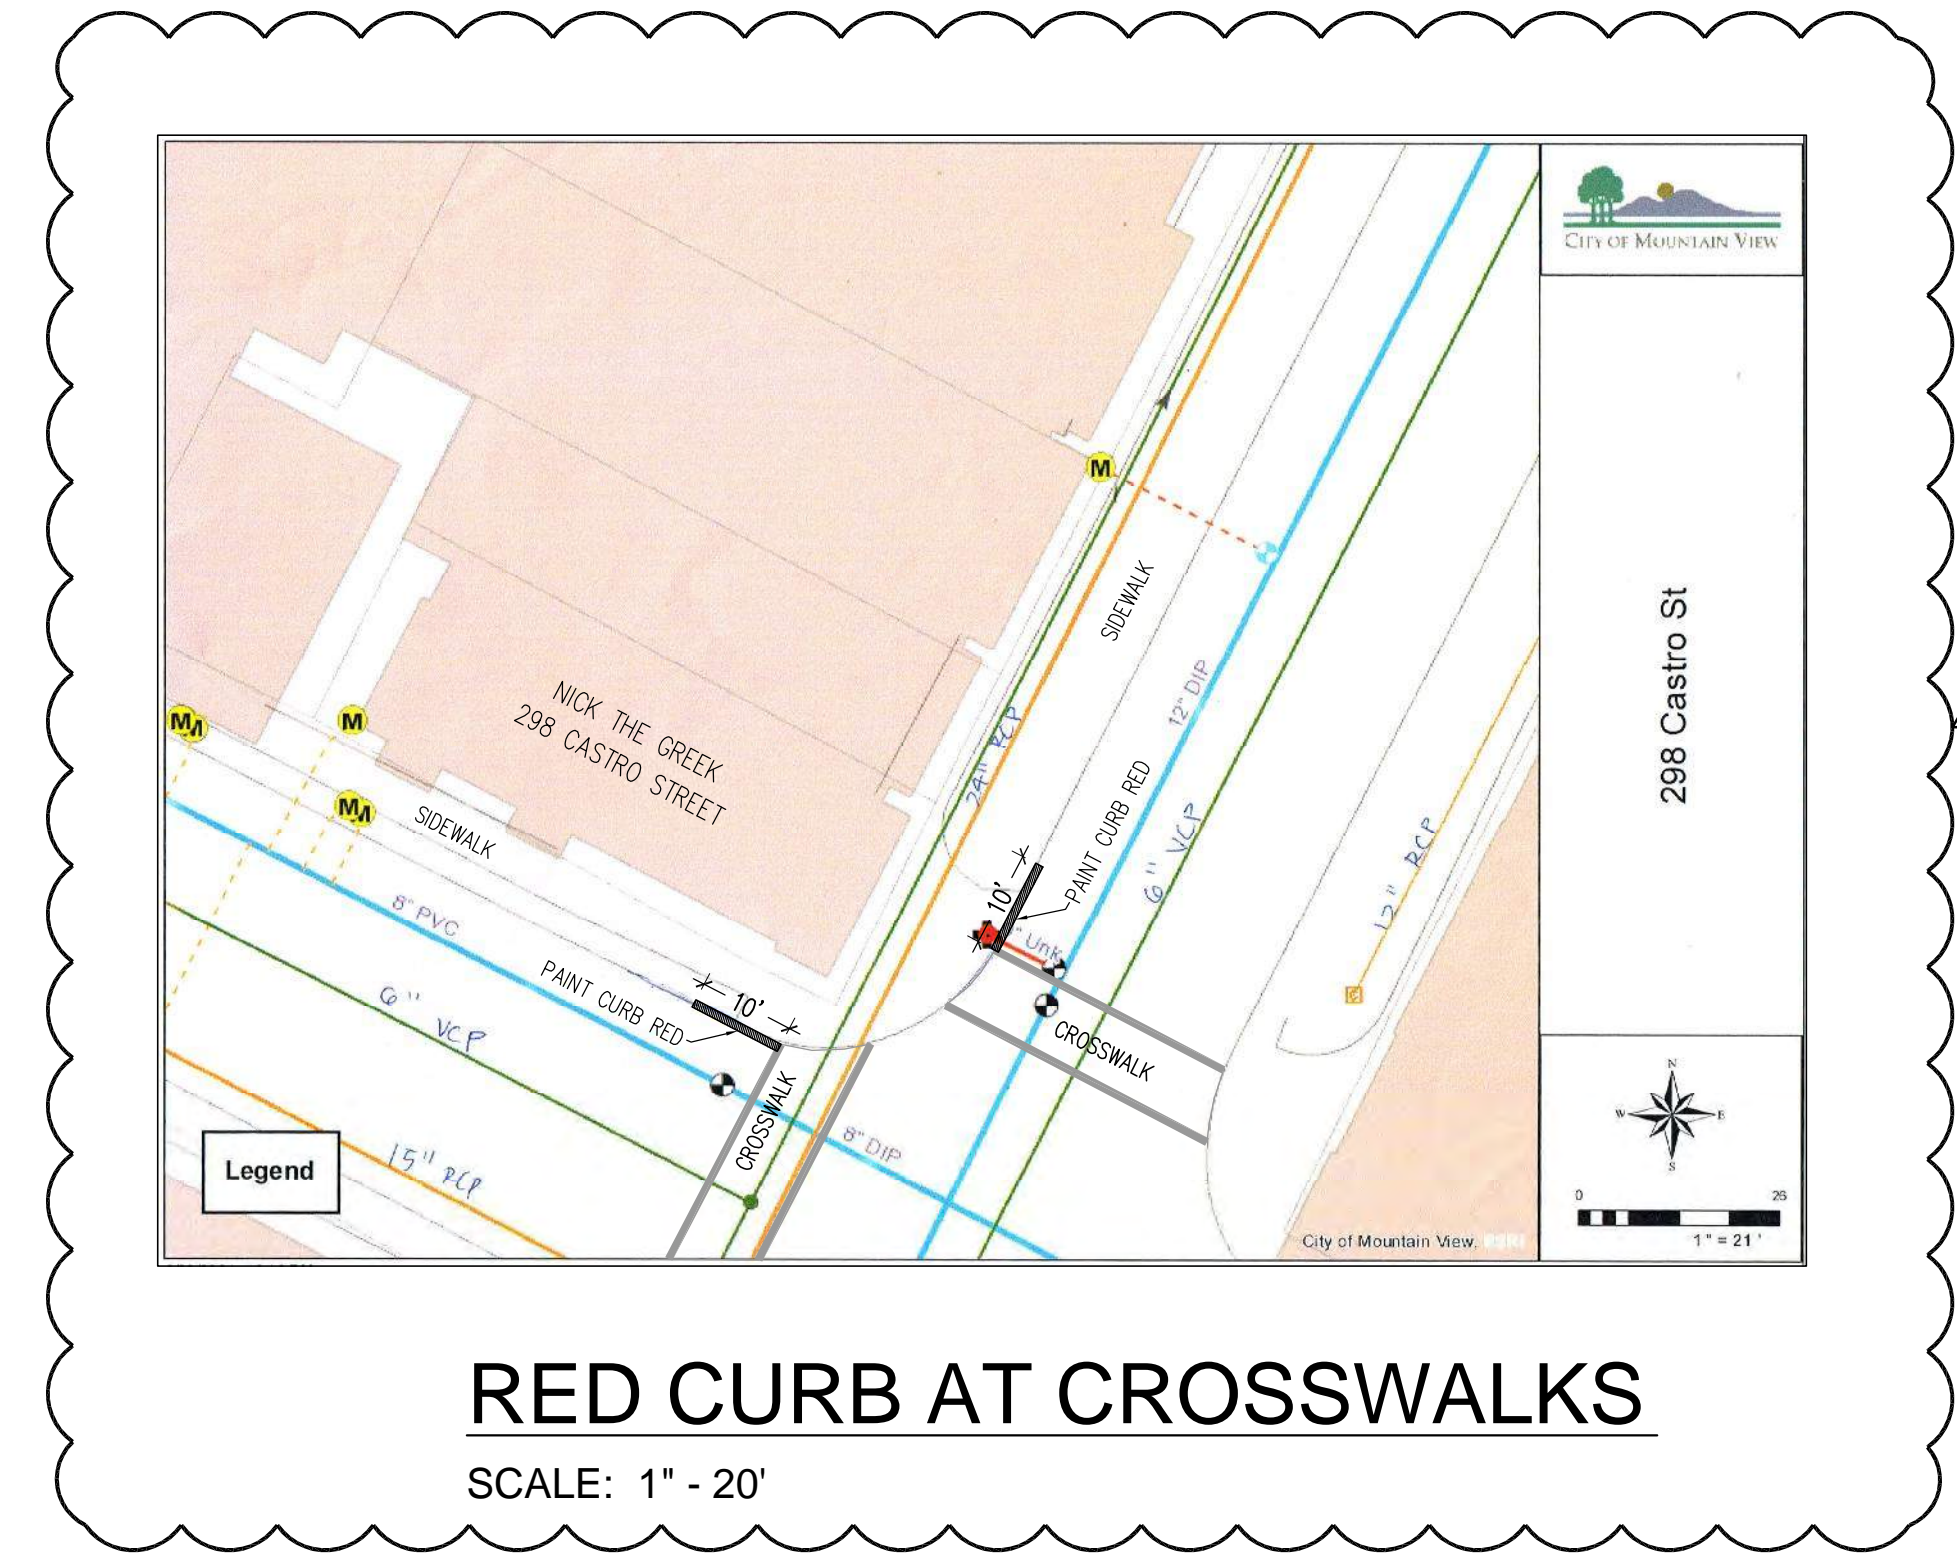 CITY OF MOUNTAIN VIEW
298 Castro St
M
SIDEWALK
12" DIP
24" RCP
NICK THE GREEK
298 CASTRO STREET
M
M
M
M
M
SIDEWALK
PAINT CURB RED
6" VCP
12" RCP
10'
" Unk
8" PVC
PAINT CURB RED
10'
6" VCP
CROSSWALK
CROSSWALK
8" DIP
15" RCP
Legend
N
W
E
S
0
26
1" = 21 '
City of Mountain View,
RED CURB AT CROSSWALKS
SCALE: 1" - 20'